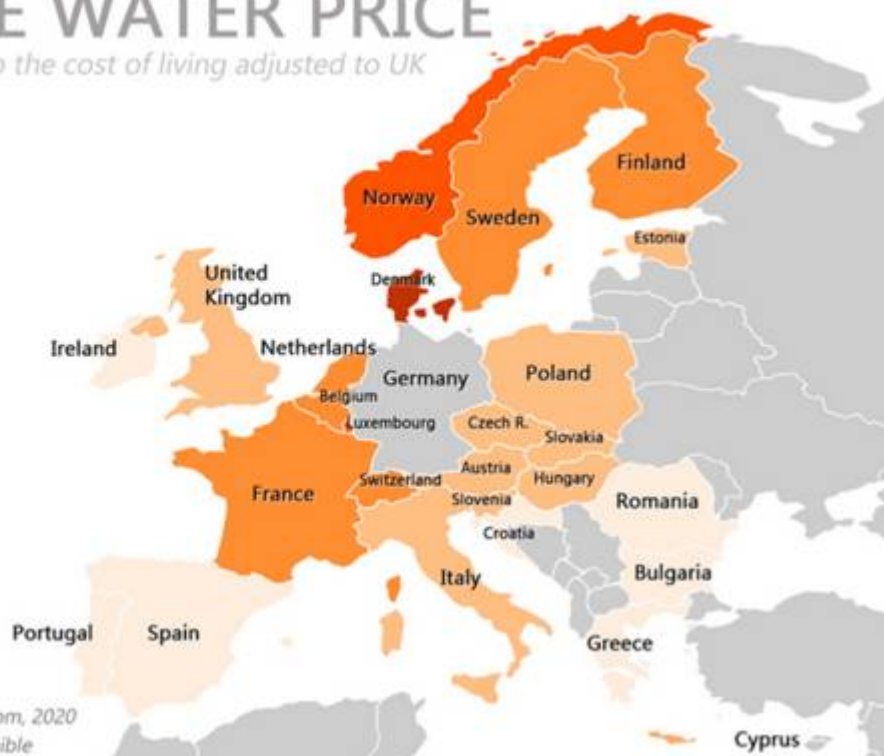 E WATER PRICE
o the cost of living adjusted to UK
Finland
Norway
Sweden
Estonia
United
Kingdom
Denmark
Ireland
Netherlands
Germany
Poland
Belgium
Luxembourg
Czech R.
Slovakia
Austria
Switzerland
Hungary
France
Slovenia
Romania
Croatia
Italy
Bulgaria
Portugal
Spain
Greece
om, 2020
ible
Cyprus